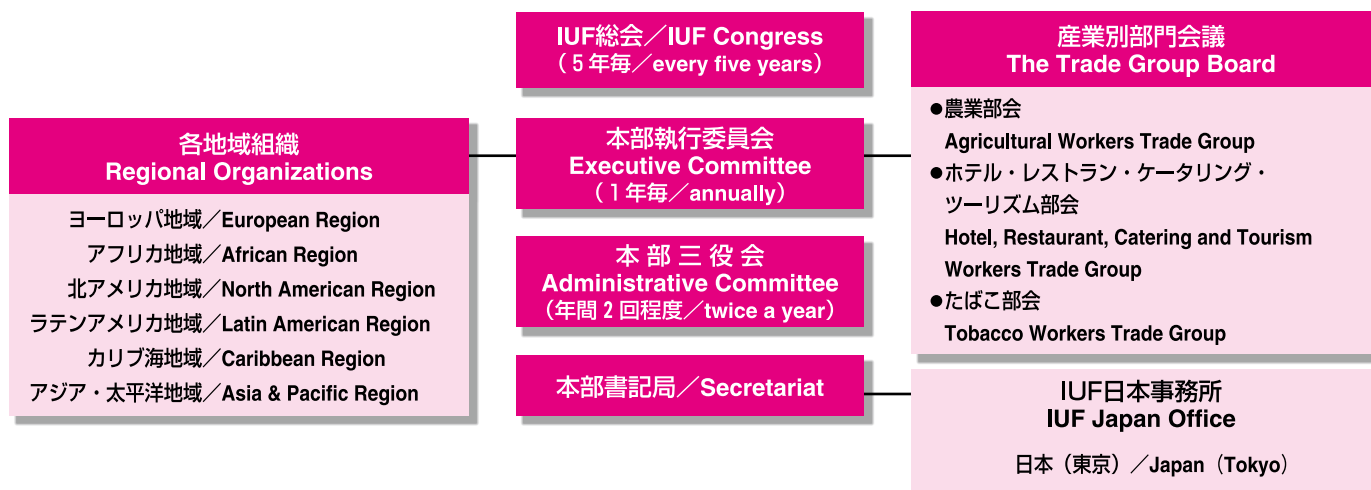 各地域組織
Regional Organizations
ヨーロッパ地域／European Region
アフリカ地域／African Region
北アメリカ地域／North American Region
ラテンアメリカ地域／Latin American Region
カリブ海地域／Caribbean Region
アジア・太平洋地域／Asia & Pacific Region
IUF総会／IUF Congress
（5年毎／every five years）
本部執行委員会
Executive Committee
（1年毎／annually）
本部三役会
Administrative Committee
（年間2回程度／twice a year）
本部書記局／Secretariat
産業別部門会議
The Trade Group Board
●農業部会
Agricultural Workers Trade Group
●ホテル・レストラン・ケータリング・
ツーリズム部会
Hotel, Restaurant, Catering and Tourism
Workers Trade Group
●たばこ部会
Tobacco Workers Trade Group
IUF日本事務所
IUF Japan Office
日本（東京）／Japan（Tokyo）